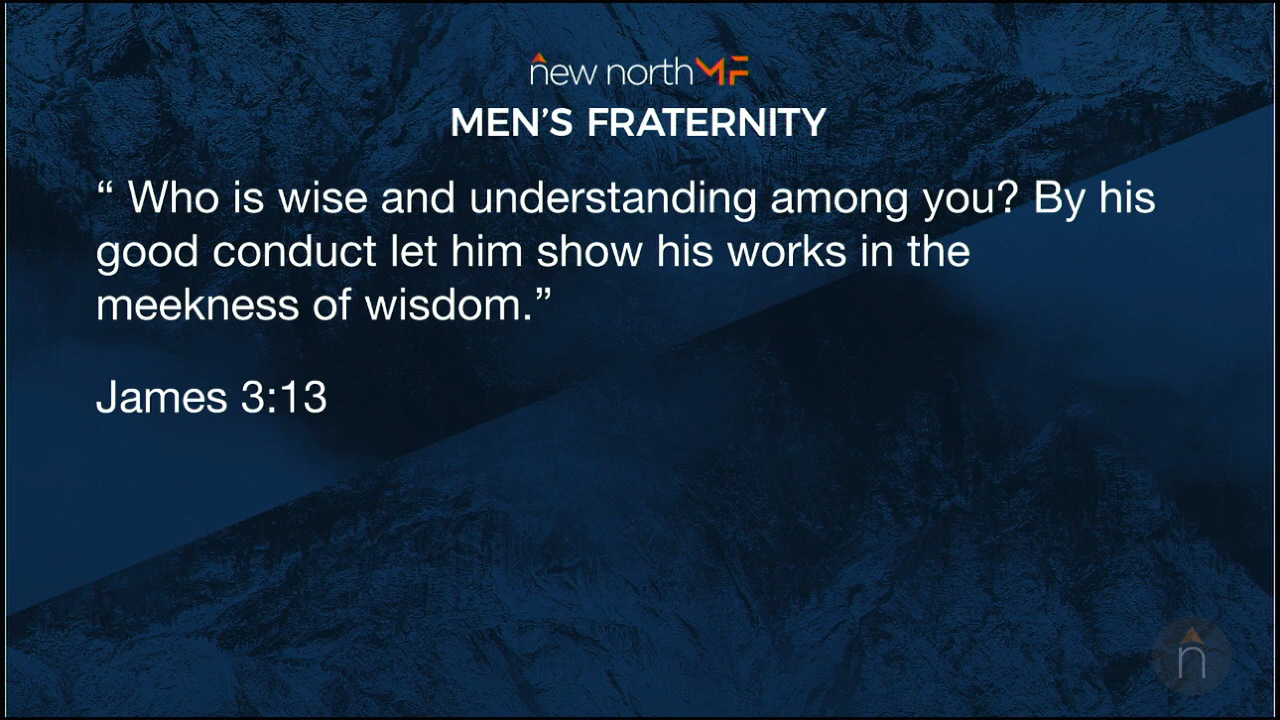 new northMF
MEN’S FRATERNITY
“ Who is wise and understanding among you? By his
good conduct let him show his works in the
meekness of wisdom.”
James 3:13
n